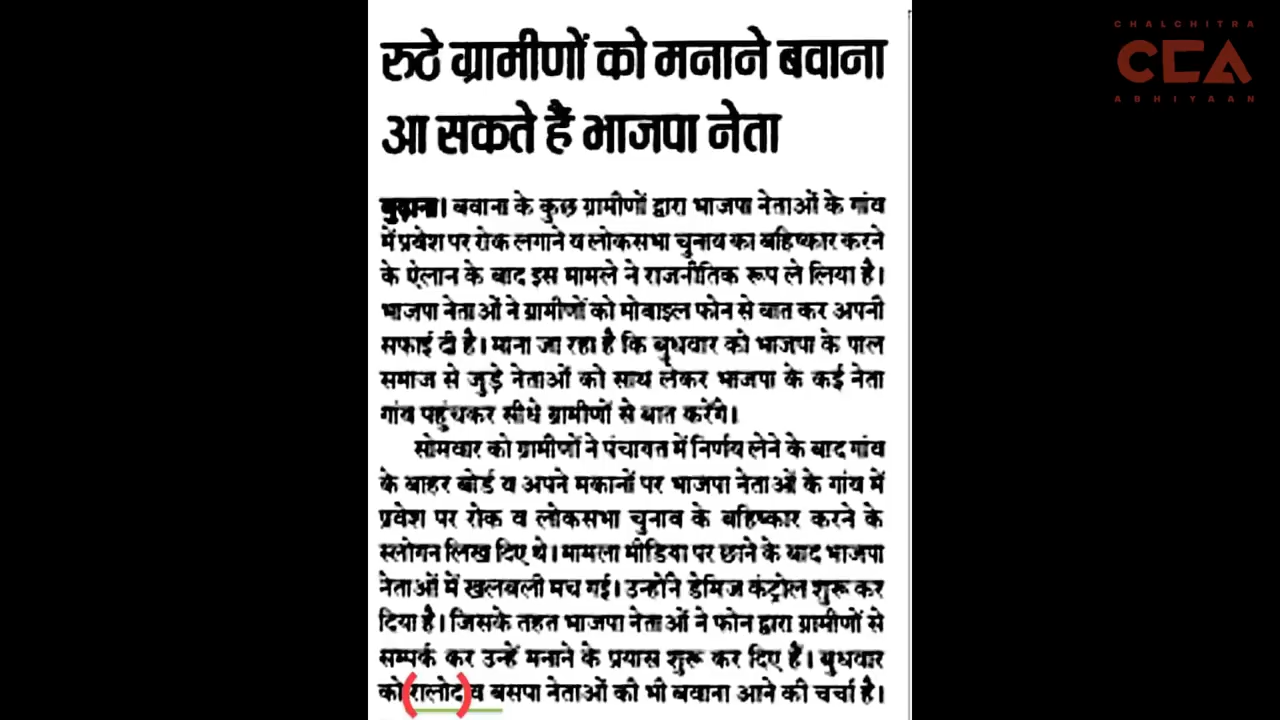 रुठे ग्रामीणों को मनाने बवाना
आ सकते हैं भाजपा नेता
बुढ़ाना। बवाना के कुछ ग्रामीणों द्वारा भाजपा नेताओं के गांव
में प्रवेश पर रोक लगाने व लोकसभा चुनाव का बहिष्कार करने
के ऐलान के बाद इस मामले ने राजनीतिक रूप ले लिया है।
भाजपा नेताओं ने ग्रामीणों को मोबाइल फोन से बात कर अपनी
सफाई दी है। माना जा रहा है कि बुधवार को भाजपा के पाल
समाज से जुड़े नेताओं को साथ लेकर भाजपा के कई नेता
गांव पहुंचकर सीधे ग्रामीणों से बात करेंगे।
सोमवार को ग्रामीणों ने पंचायत में निर्णय लेने के बाद गांव
के बाहर बोर्ड व अपने मकानों पर भाजपा नेताओं के गांव में
प्रवेश पर रोक व लोकसभा चुनाव के बहिष्कार करने के
स्लोगन लिख दिए थे। मामला मीडिया पर छाने के बाद भाजपा
नेताओं में खलबली मच गई। उन्होनें डेमिज कंट्रोल शुरू कर
दिया है। जिसके तहत भाजपा नेताओं ने फोन द्वारा ग्रामीणों से
सम्पर्क कर उन्हें मनाने के प्रयास शुरू कर दिए हैं। बुधवार
को (रालोद) व बसपा नेताओं की भी बवाना आने की चर्चा है।
CHALCHITRA
CCA
ABHIYAAN